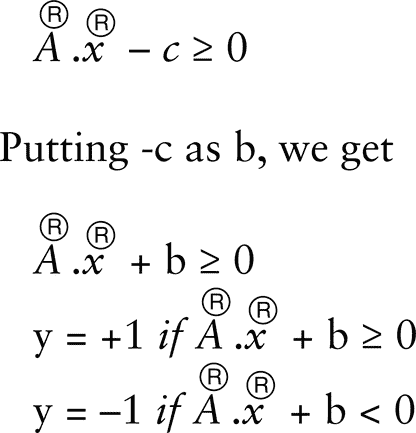 A® .x® − c ≥ 0
Putting -c as b, we get
A® .x® + b ≥ 0
y = +1 if A® .x® + b ≥ 0
y = −1 if A® .x® + b < 0